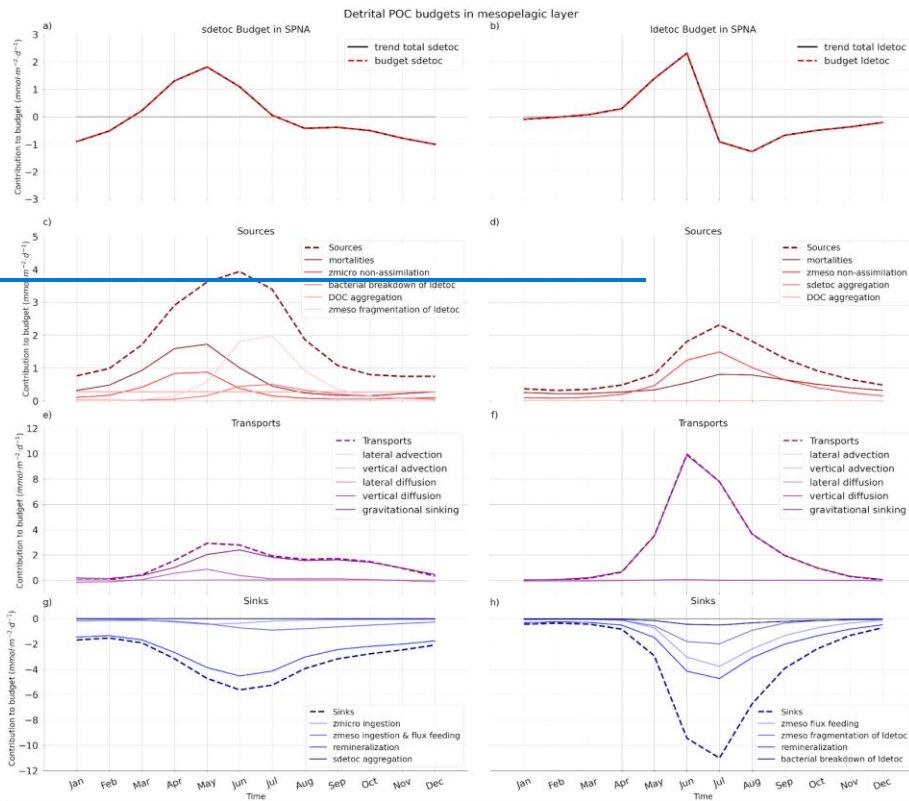 Detrital POC budgets in mesopelagic layer
a)
sdetoc Budget in SPNA
trend total sdetoc
budget sdetoc
Contribution to budget (mmol·m⁻²·d⁻¹)
3
2
1
0
−1
−2
−3
b)
ldetoc Budget in SPNA
trend total ldetoc
budget ldetoc
c)
Sources
Sources
mortalities
zmicro non-assimilation
bacterial breakdown of ldetoc
DOC aggregation
zmeso fragmentation of ldetoc
Contribution to budget (mmol·m⁻²·d⁻¹)
5
4
3
2
1
0
d)
Sources
Sources
mortalities
zmeso non-assimilation
sdetoc aggregation
DOC aggregation
e)
Transports
Transports
lateral advection
vertical advection
lateral diffusion
vertical diffusion
gravitational sinking
Contribution to budget (mmol·m⁻²·d⁻¹)
12
10
8
6
4
2
0
f)
Transports
Transports
lateral advection
vertical advection
lateral diffusion
vertical diffusion
gravitational sinking
g)
Sinks
Sinks
zmicro ingestion
zmeso ingestion & flux feeding
remineralization
sdetoc aggregation
Contribution to budget (mmol·m⁻²·d⁻¹)
0
−2
−4
−6
−8
−10
−12
Jan Feb Mar Apr May Jun Jul Aug Sep Oct Nov Dec
Time
h)
Sinks
Sinks
zmeso flux feeding
zmeso fragmentation of ldetoc
remineralization
bacterial breakdown of ldetoc
Jan Feb Mar Apr May Jun Jul Aug Sep Oct Nov Dec
Time